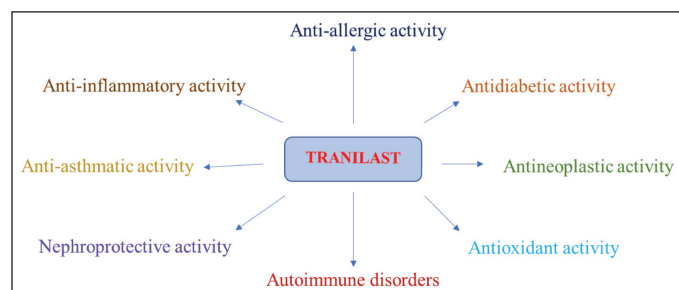 Anti-allergic activity
Anti-inflammatory activity
Antidiabetic activity
TRANILAST
Anti-asthmatic activity
Antineoplastic activity
Nephroprotective activity
Antioxidant activity
Autoimmune disorders